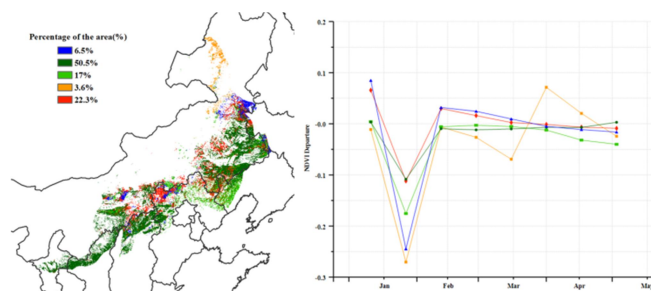 Percentage of the area(%)
6.5%
50.5%
17%
3.6%
22.3%
0.2
0.1
-0.0
-0.1
-0.2
-0.3
NDVI Departure
Jan
Feb
Mar
Apr
May